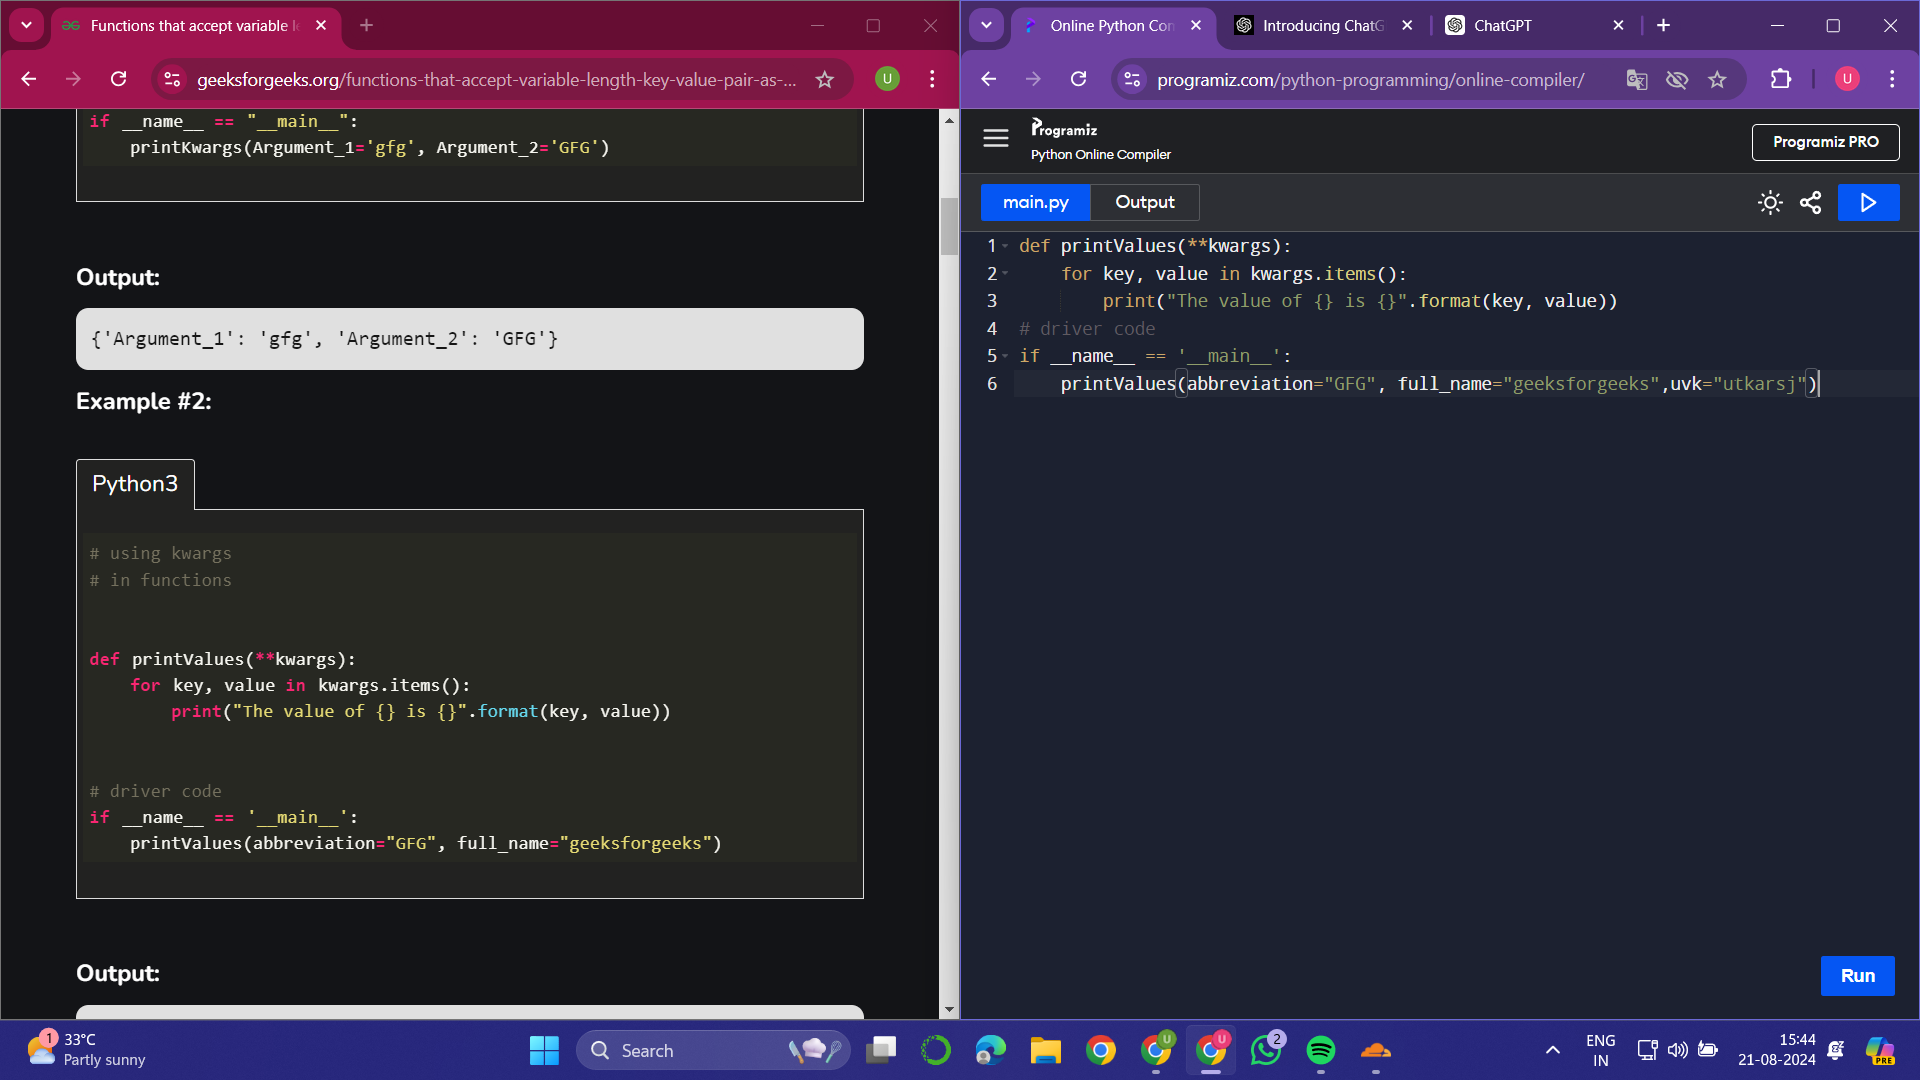 Functions that accept variable l
geeksforgeeks.org/functions-that-accept-variable-length-key-value-pair-as-...
U
if __name__ == "__main__":
    printKwargs(Argument_1='gfg', Argument_2='GFG')
Output:
{'Argument_1': 'gfg', 'Argument_2': 'GFG'}
Example #2:
Python3
# using kwargs
# in functions
def printValues(**kwargs):
    for key, value in kwargs.items():
        print("The value of {} is {}".format(key, value))
# driver code
if __name__ == '__main__':
    printValues(abbreviation="GFG", full_name="geeksforgeeks")
Output:
Online Python Con
Introducing ChatG
ChatGPT
programiz.com/python-programming/online-compiler/
U
Programiz
Python Online Compiler
Programiz PRO
main.py
Output
1 def printValues(**kwargs):
2     for key, value in kwargs.items():
3         print("The value of {} is {}".format(key, value))
4 # driver code
5 if __name__ == '__main__':
6     printValues(abbreviation="GFG", full_name="geeksforgeeks",uvk="utkarsj")
Run
1
33°C
Partly sunny
Search
U
U
2
ENG
IN
15:44
21-08-2024
PRE